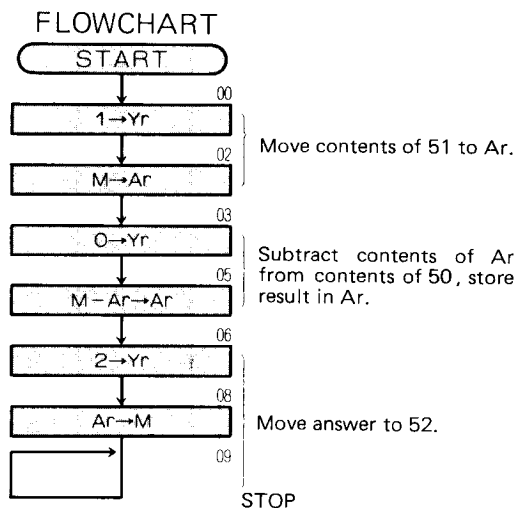 FLOWCHART
START
00
1→Yr
02
M→Ar
Move contents of 51 to Ar.
03
0→Yr
05
M−Ar→Ar
Subtract contents of Ar
from contents of 50, store
result in Ar.
06
2→Yr
08
Ar→M
Move answer to 52.
09
STOP